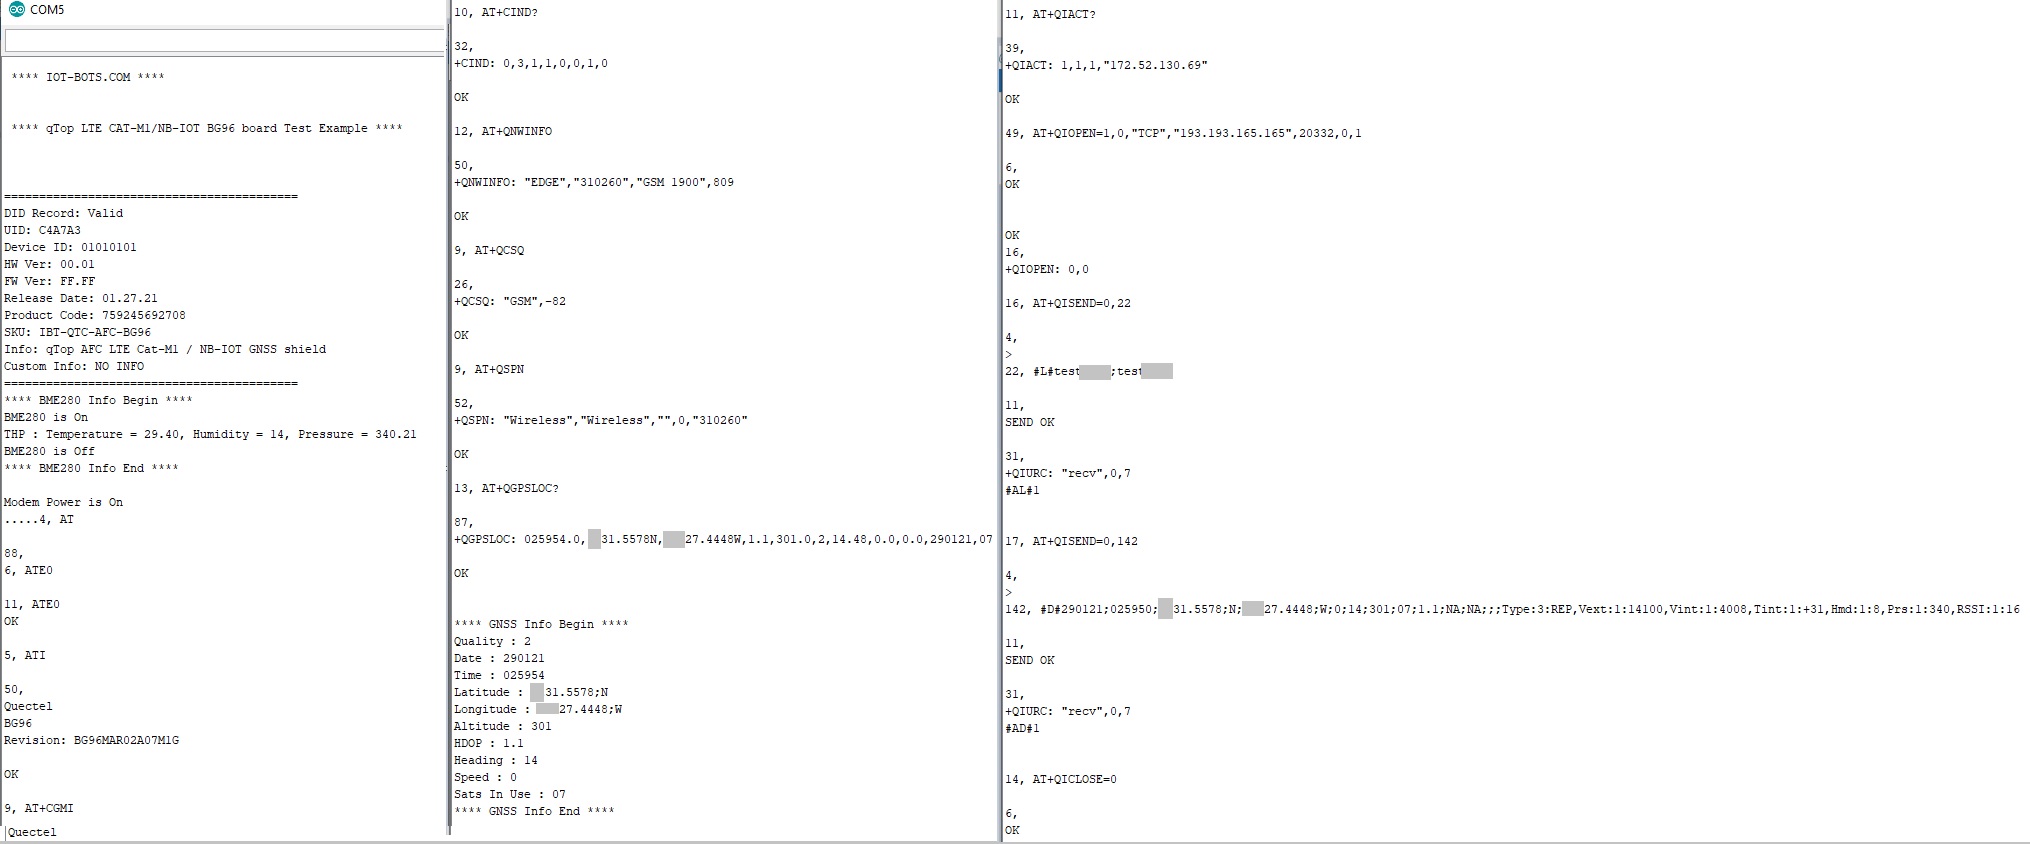 COM5
**** IOT-BOTS.COM ****
**** qTop LTE CAT-M1/NB-IOT BG96 board Test Example ****
==========================================
DID Record: Valid
UID: C4A7A3
Device ID: 01010101
HW Ver: 00.01
FW Ver: FF.FF
Release Date: 01.27.21
Product Code: 759245692708
SKU: IBT-QTC-AFC-BG96
Info: qTop AFC LTE Cat-M1 / NB-IOT GNSS shield
Custom Info: NO INFO
==========================================
**** BME280 Info Begin ****
BME280 is On
THP : Temperature = 29.40, Humidity = 14, Pressure = 340.21
BME280 is Off
**** BME280 Info End ****
Modem Power is On
.....4, AT
88,
6, ATE0
11, ATE0
OK
5, ATI
50,
Quectel
BG96
Revision: BG96MAR02A07M1G
OK
9, AT+CGMI
Quectel
10, AT+CIND?
32,
+CIND: 0,3,1,1,0,0,1,0
OK
12, AT+QNWINFO
50,
+QNWINFO: "EDGE","310260","GSM 1900",809
OK
9, AT+QCSQ
26,
+QCSQ: "GSM",-82
OK
9, AT+QSPN
52,
+QSPN: "Wireless","Wireless","",0,"310260"
OK
13, AT+QGPSLOC?
87,
+QGPSLOC: 025954.0, 31.5578N, 27.4448W,1.1,301.0,2,14.48,0.0,0.0,290121,07
OK
**** GNSS Info Begin ****
Quality : 2
Date : 290121
Time : 025954
Latitude : 31.5578;N
Longitude : 27.4448;W
Altitude : 301
HDOP : 1.1
Heading : 14
Speed : 0
Sats In Use : 07
**** GNSS Info End ****
11, AT+QIACT?
39,
+QIACT: 1,1,1,"172.52.130.69"
OK
49, AT+QIOPEN=1,0,"TCP","193.193.165.165",20332,0,1
6,
OK
OK
16,
+QIOPEN: 0,0
16, AT+QISEND=0,22
4,
>
22, #L#test ;test
11,
SEND OK
31,
+QIURC: "recv",0,7
#AL#1
17, AT+QISEND=0,142
4,
>
142, #D#290121;025950; 31.5578;N; 27.4448;W;0;14;301;07;1.1;NA;NA;;;Type:3:REP,Vext:1:14100,Vint:1:4008,Tint:1:+31,Hmd:1:8,Prs:1:340,RSSI:1:16
11,
SEND OK
31,
+QIURC: "recv",0,7
#AD#1
14, AT+QICLOSE=0
6,
OK